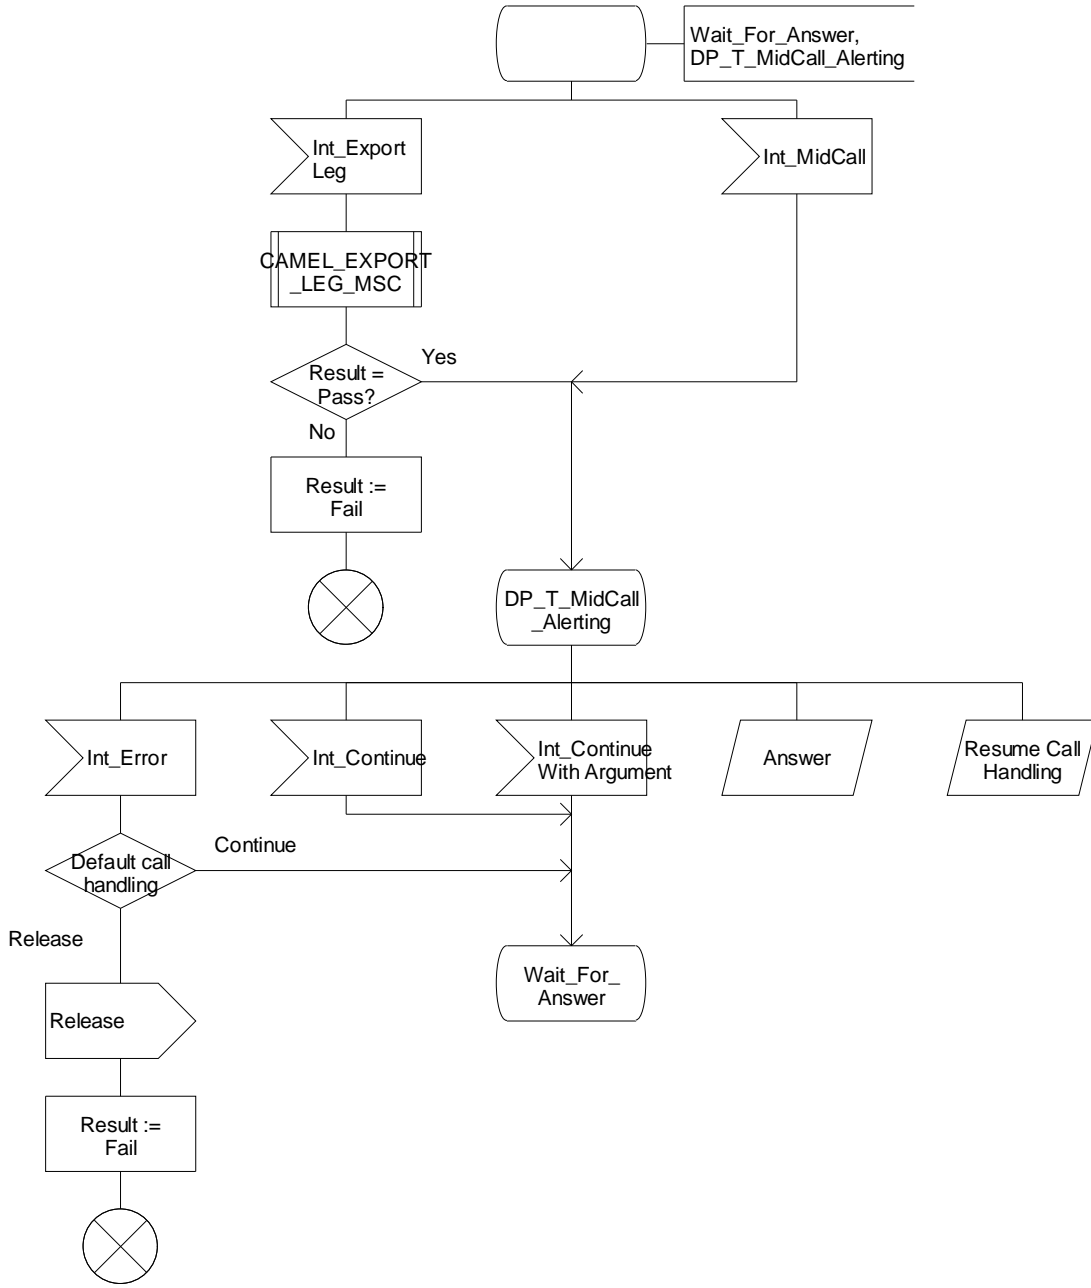 Wait_For_Answer,
DP_T_MidCall_Alerting
Int_Export
Leg
Int_MidCall
CAMEL_EXPORT
_LEG_MSC
Yes
Result =
Pass?
No
Result :=
Fail
DP_T_MidCall
_Alerting
Int_Error
Int_Continue
Int_Continue
With Argument
Answer
Resume Call
Handling
Continue
Default call
handling
Release
Wait_For_
Answer
Release
Result :=
Fail